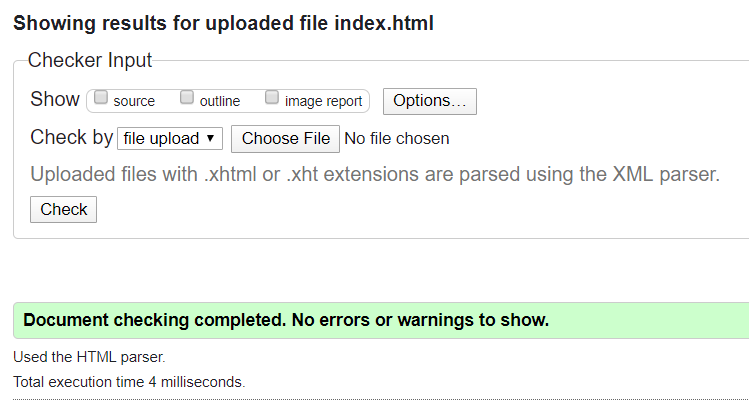 Showing results for uploaded file index.html
Checker Input
Show source outline image report Options...
Check by file upload Choose File No file chosen
Uploaded files with .xhtml or .xht extensions are parsed using the XML parser.
Check
Document checking completed. No errors or warnings to show.
Used the HTML parser.
Total execution time 4 milliseconds.